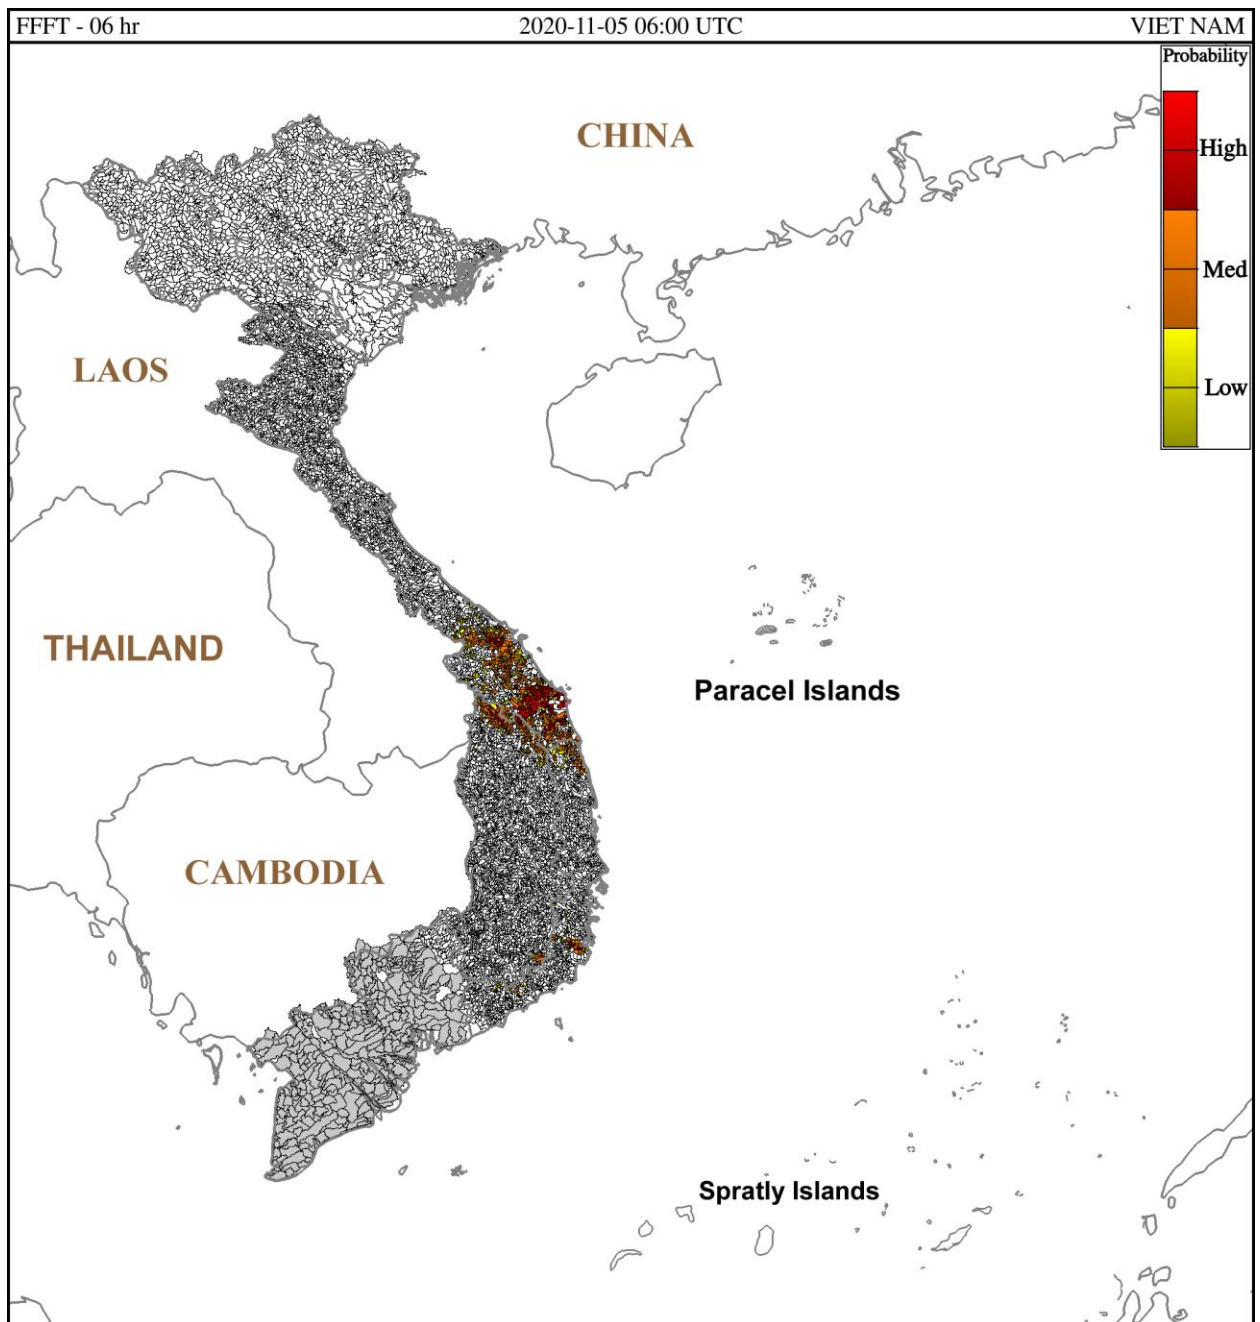 FFFT - 06 hr
2020-11-05 06:00 UTC
VIET NAM
Probability
CHINA
High
Med
LAOS
Low
THAILAND
Paracel Islands
CAMBODIA
Spratly Islands